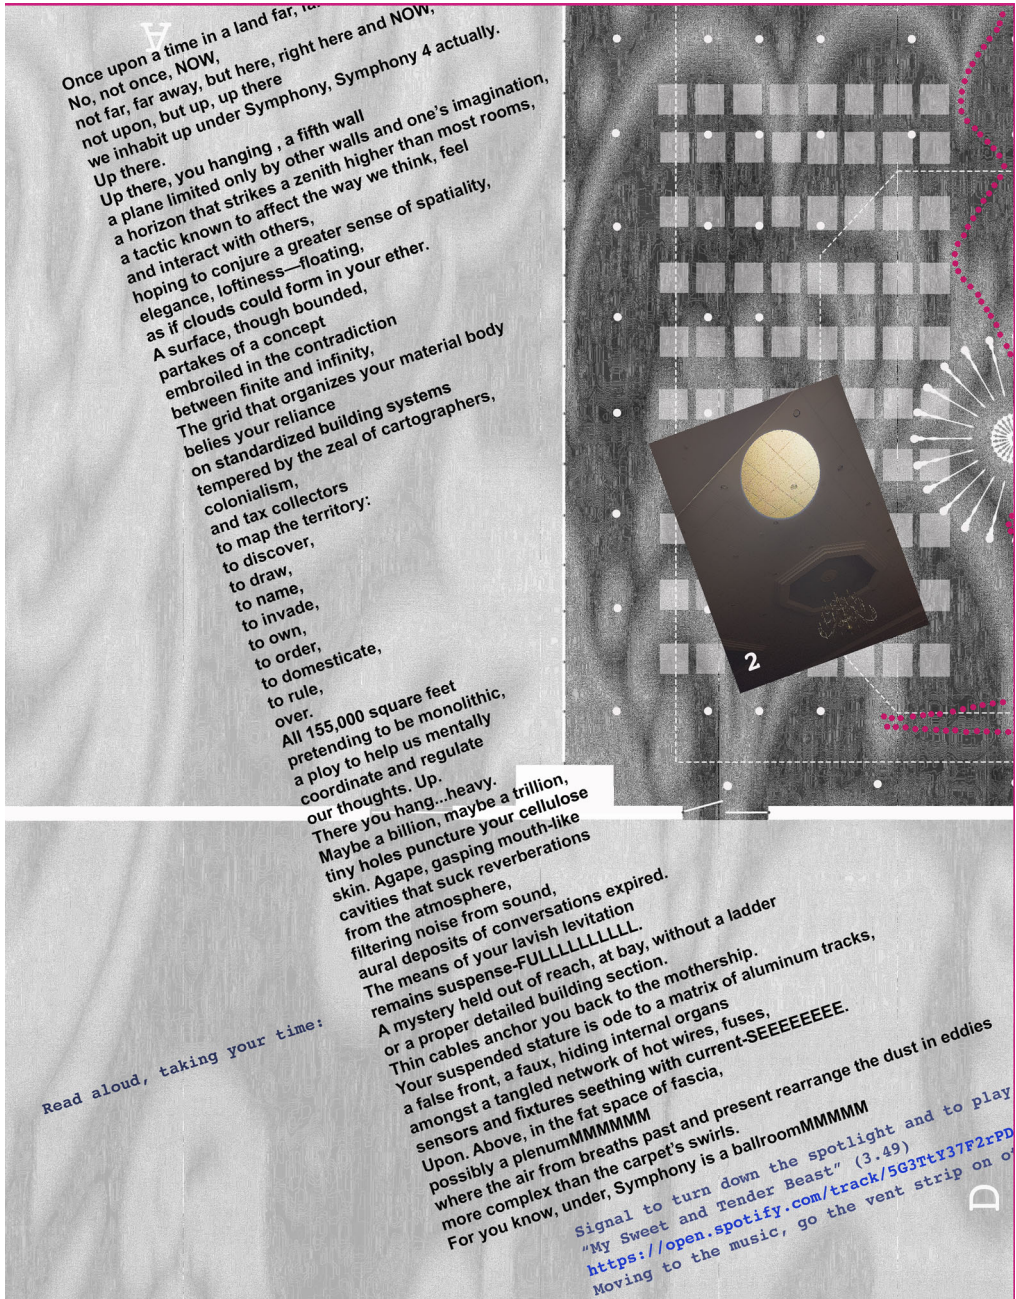 A
Once upon a time in a land far,
No, not once, NOW,
not far, far away, but here, right here and NOW,
not upon, but up, up there
we inhabit up under Symphony, Symphony 4 actually.
Up there.
Up there, you hanging , a fifth wall
a plane limited only by other walls and one's imagination,
a horizon that strikes a zenith higher than most rooms,
a tactic known to affect the way we think, feel
and interact with others,
hoping to conjure a greater sense of spatiality,
elegance, loftiness—floating,
as if clouds could form in your ether.
A surface, though bounded,
partakes of a concept
embroiled in the contradiction
between finite and infinity,
The grid that organizes your material body
belies your reliance
on standardized building systems
tempered by the zeal of cartographers,
colonialism,
and tax collectors
to map the territory:
to discover,
to draw,
to name,
to invade,
to own,
to order,
to domesticate,
to rule,
over.
All 155,000 square feet
pretending to be monolithic,
a ploy to help us mentally
coordinate and regulate
our thoughts. Up.
There you hang...heavy.
Maybe a billion, maybe a trillion,
tiny holes puncture your cellulose
skin. Agape, gasping mouth-like
cavities that suck reverberations
from the atmosphere,
filtering noise from sound,
aural deposits of conversations expired.
The means of your lavish levitation
remains suspense-FULLLLLLLLLL.
A mystery held out of reach, at bay, without a ladder
or a proper detailed building section.
Thin cables anchor you back to the mothership.
Your suspended stature is ode to a matrix of aluminum tracks,
a false front, a faux, hiding internal organs
amongst a tangled network of hot wires, fuses,
sensors and fixtures seething with current-SEEEEEEEEE.
Upon. Above, in the fat space of fascia,
possibly a plenumMMMMMMM
where the air from breaths past and present rearrange the dust in eddies
more complex than the carpet's swirls.
For you know, under, Symphony is a ballroomMMMMMM
2
Read aloud, taking your time:
Signal to turn down the spotlight and to play
"My Sweet and Tender Beast" (3.49)
https://open.spotify.com/track/5G3TtY37F2rPD
Moving to the music, go the vent strip on
D